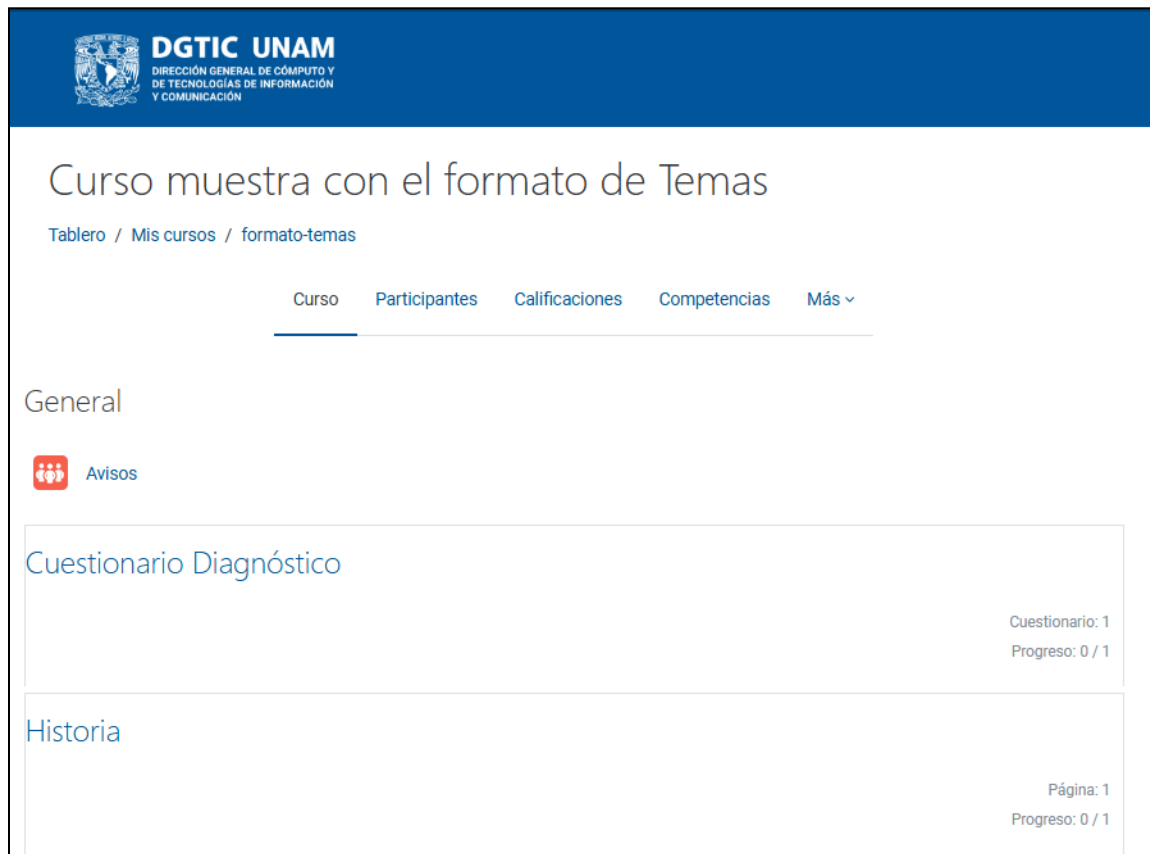 DGTIC UNAM
DIRECCIÓN GENERAL DE CÓMPUTO Y
DE TECNOLOGÍAS DE INFORMACIÓN
Y COMUNICACIÓN
Curso muestra con el formato de Temas
Tablero / Mis cursos / formato-temas
Curso Participantes Calificaciones Competencias Más
General
Avisos
Cuestionario Diagnóstico
Cuestionario: 1
Progreso: 0 / 1
Historia
Página: 1
Progreso: 0 / 1